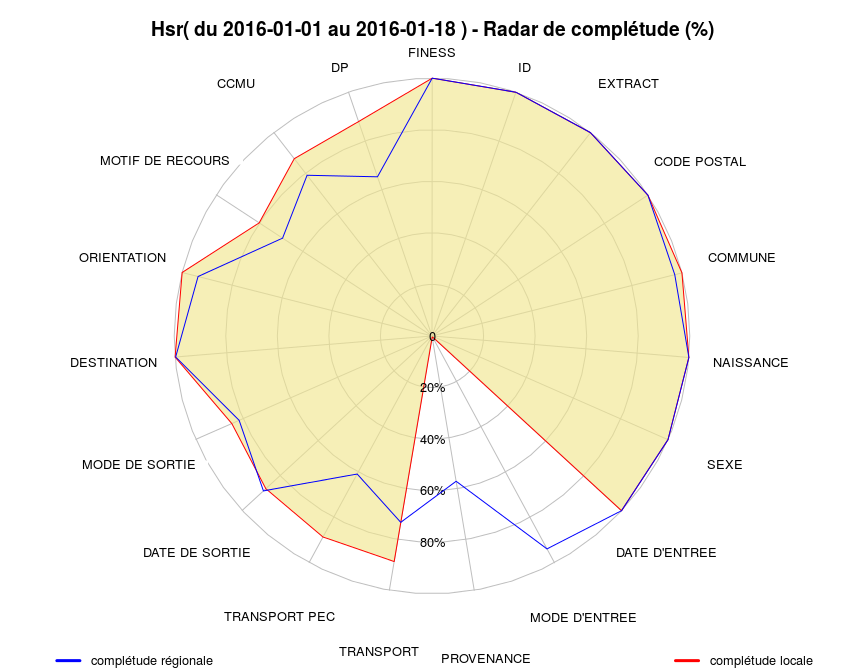 Hsr( du 2016-01-01 au 2016-01-18 ) - Radar de complétude (%)
FINESS
DP
ID
CCMU
EXTRACT
MOTIF DE RECOURS
CODE POSTAL
ORIENTATION
COMMUNE
0
DESTINATION
NAISSANCE
20%
40%
MODE DE SORTIE
SEXE
60%
80%
DATE DE SORTIE
DATE D'ENTREE
TRANSPORT PEC
MODE D'ENTREE
TRANSPORT
PROVENANCE
complétude régionale
complétude locale